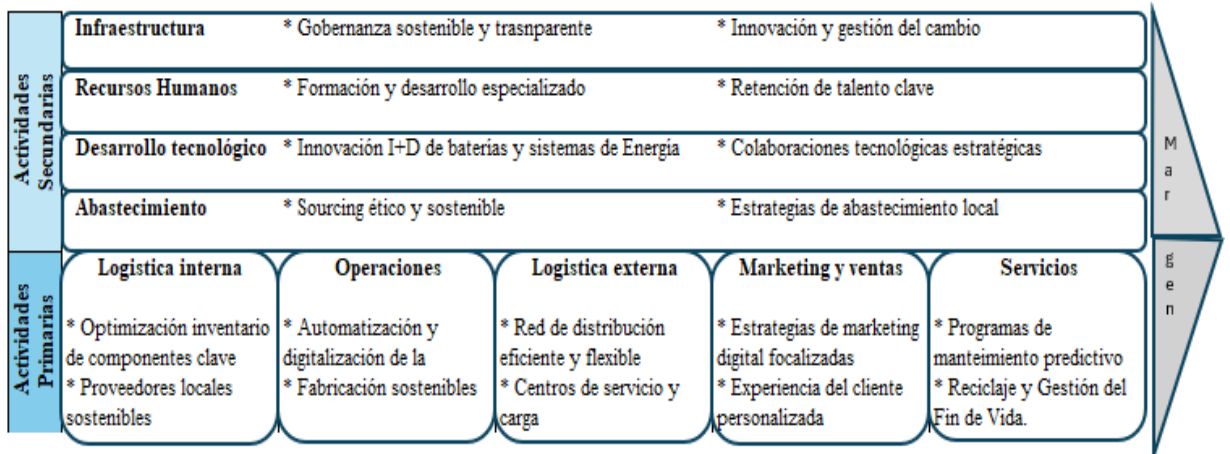 Actividades
Secundarias
Infraestructura * Gobernanza sostenible y trasnparente * Innovación y gestión del cambio
Recursos Humanos * Formación y desarrollo especializado * Retención de talento clave
Desarrollo tecnológico * Innovación I+D de baterías y sistemas de Energía * Colaboraciones tecnológicas estratégicas
Abastecimiento * Sourcing ético y sostenible * Estrategias de abastecimiento local
Actividades
Primarias
Logistica interna
* Optimización inventario
de componentes clave
* Proveedores locales
sostenibles
Operaciones
* Automatización y
digitalización de la
* Fabricación sostenibles
Logistica externa
* Red de distribución
eficiente y flexible
* Centros de servicio y
carga
Marketing y ventas
* Estrategias de marketing
digital focalizadas
* Experiencia del cliente
personalizada
Servicios
* Programas de
manteimiento predictivo
* Reciclaje y Gestión del
Fin de Vida.
M
a
r
g
e
n